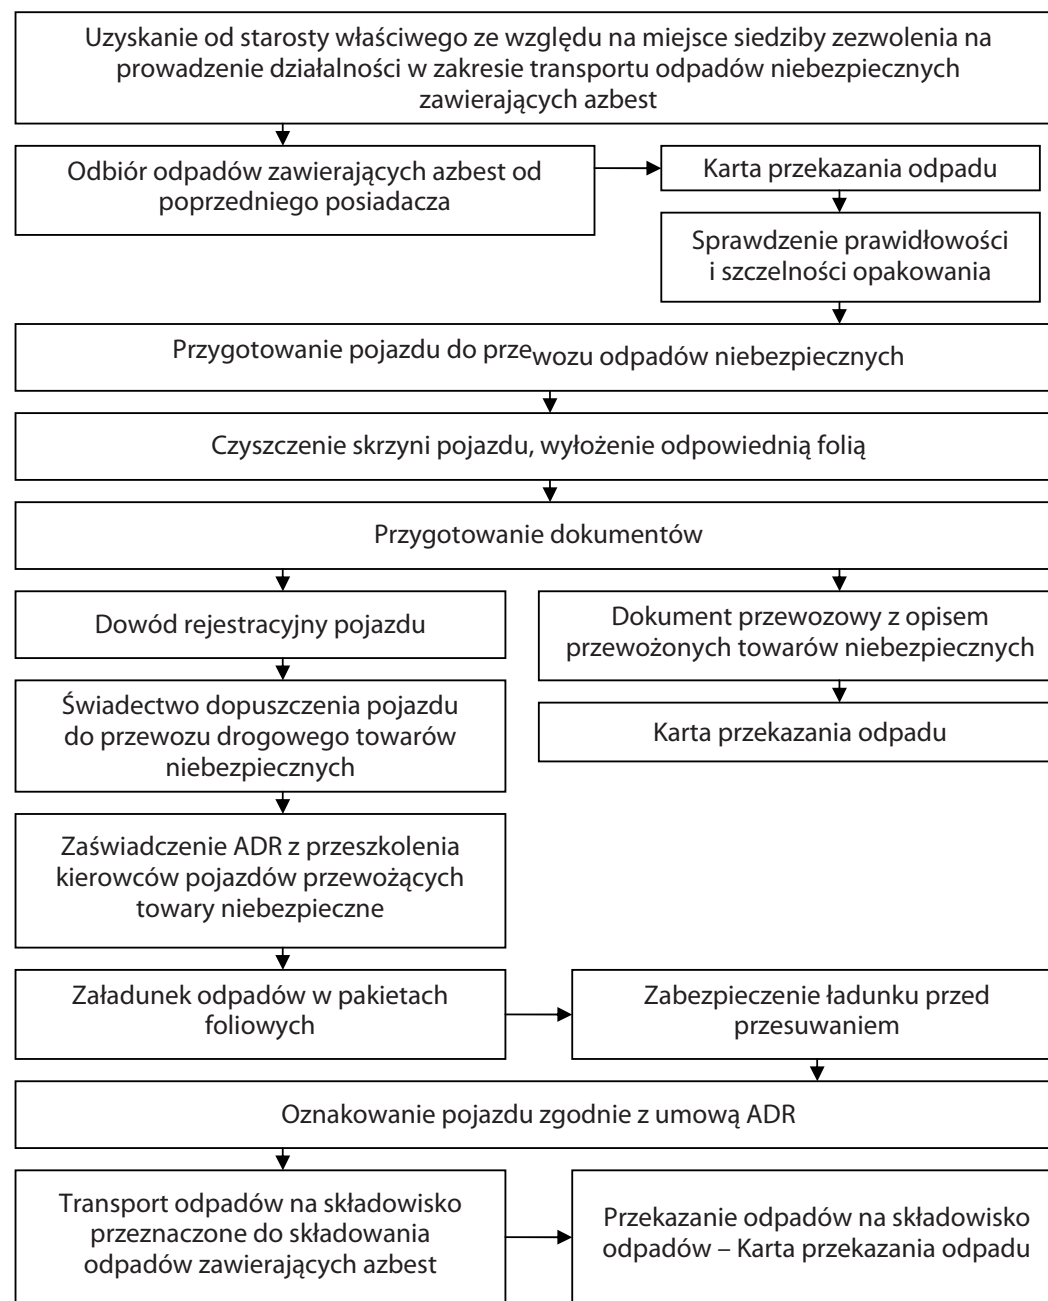 Uzyskanie od starosty właściwego ze względu na miejsce siedziby zezwolenia na
prowadzenie działalności w zakresie transportu odpadów niebezpiecznych
zawierających azbest
Odbiór odpadów zawierających azbest od
poprzedniego posiadacza
Karta przekazania odpadu
Sprawdzenie prawidłowości
i szczelności opakowania
Przygotowanie pojazdu do przewozu odpadów niebezpiecznych
Czyszczenie skrzyni pojazdu, wyłożenie odpowiednią folią
Przygotowanie dokumentów
Dowód rejestracyjny pojazdu
Świadectwo dopuszczenia pojazdu
do przewozu drogowego towarów
niebezpiecznych
Zaświadczenie ADR z przeszkolenia
kierowców pojazdów przewożących
towary niebezpieczne
Dokument przewozowy z opisem
przewożonych towarów niebezpiecznych
Karta przekazania odpadu
Załadunek odpadów w pakietach
foliowych
Zabezpieczenie ładunku przed
przesuwaniem
Oznakowanie pojazdu zgodnie z umową ADR
Transport odpadów na składowisko
przeznaczone do składowania
odpadów zawierających azbest
Przekazanie odpadów na składowisko
odpadów – Karta przekazania odpadu